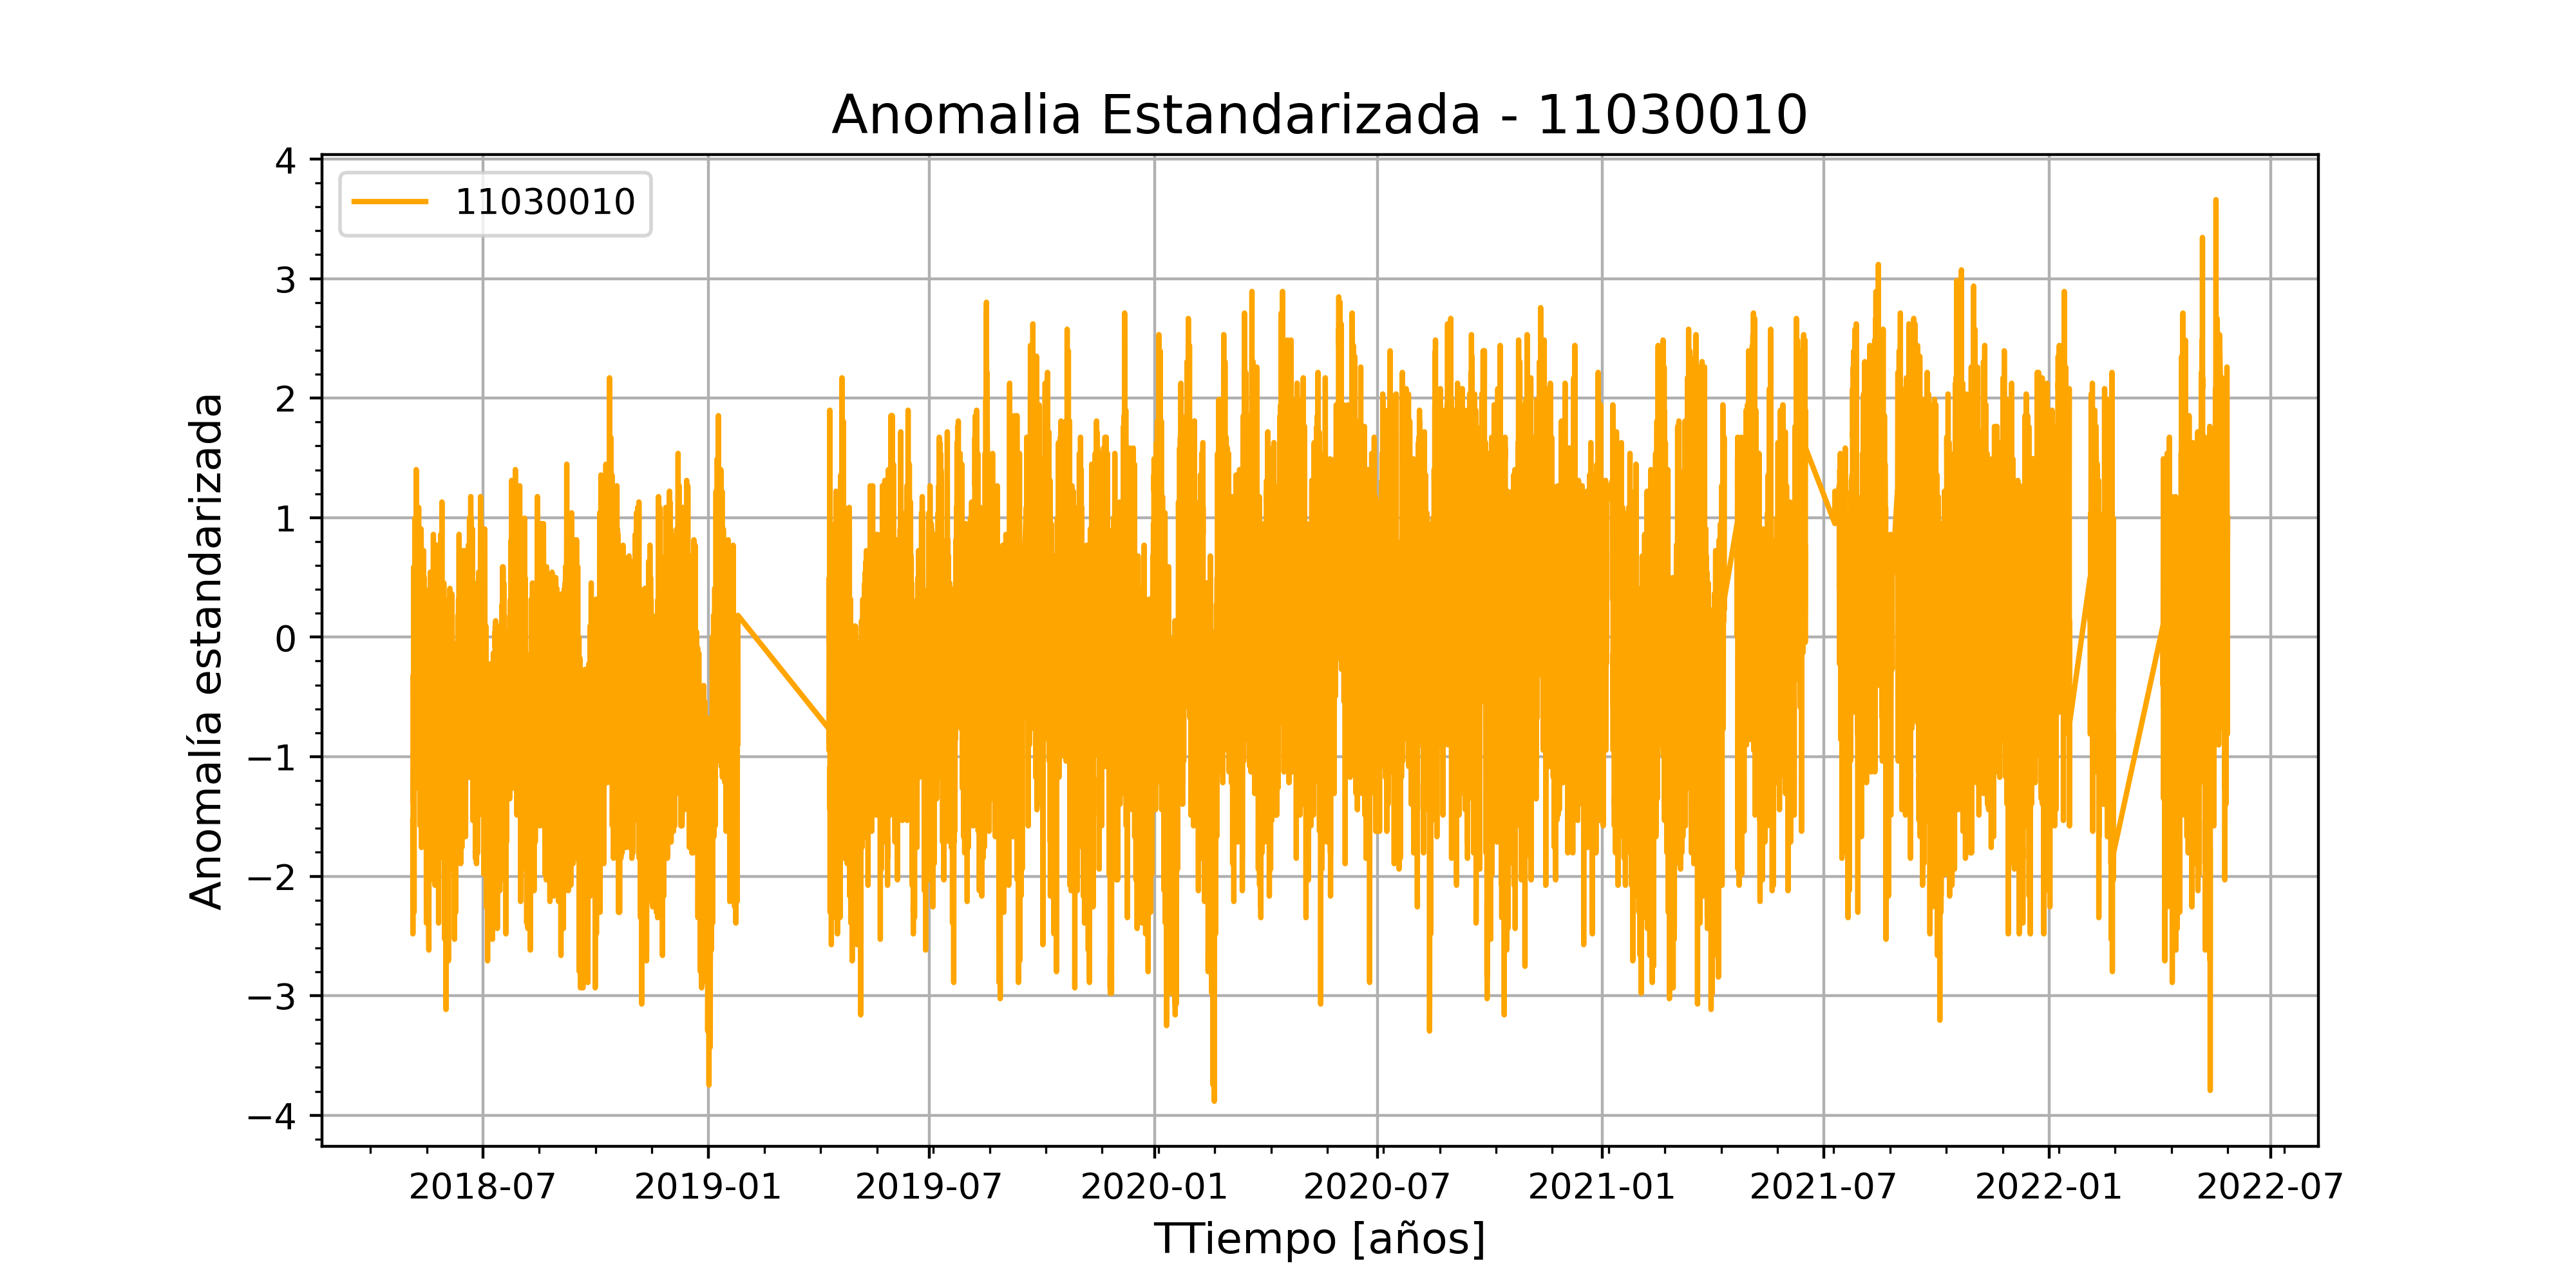 Anomalia Estandarizada - 11030010
11030010
Anomalía estandarizada
4
3
2
1
0
−1
−2
−3
−4
2018-07 2019-01 2019-07 2020-01 2020-07 2021-01 2021-07 2022-01 2022-07
TTiempo [años]